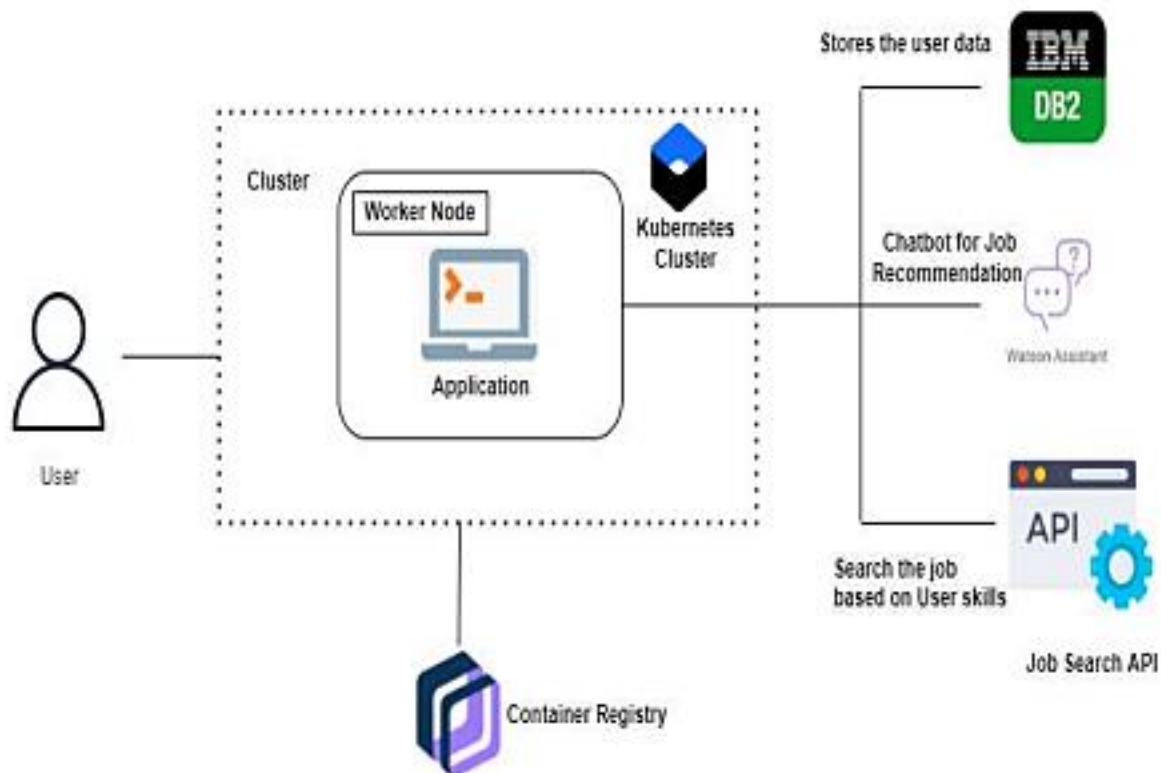 Stores the user data
IBM
DB2
Cluster
Worker Node
Kubernetes
Cluster
Chatbot for Job
Recommendation
Watson Assistant
Application
User
API
Search the job
based on User skills
Job Search API
Container Registry